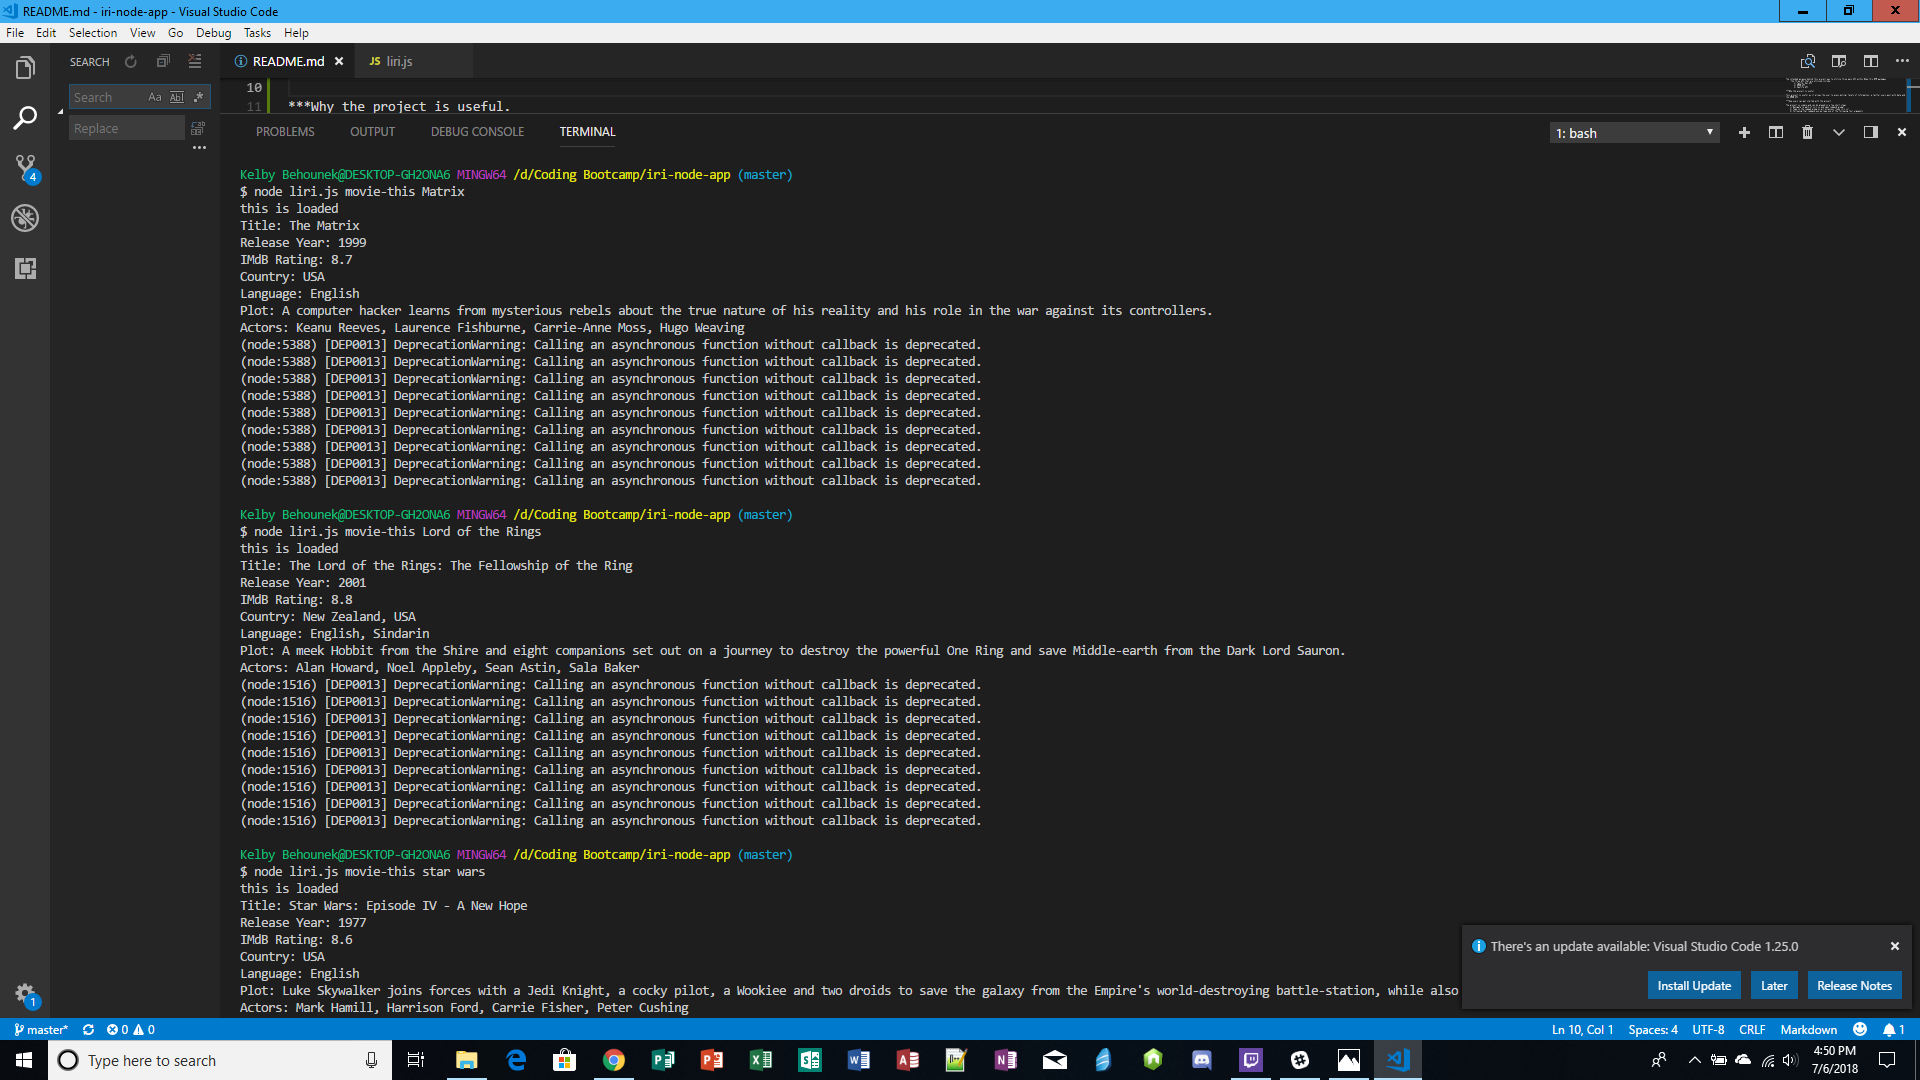 README.md - iri-node-app - Visual Studio Code
File Edit Selection View Go Debug Tasks Help
SEARCH
README.md
JS liri.js
Search Aa Abl .*
Replace
10
11 ***Why the project is useful.
PROBLEMS OUTPUT DEBUG CONSOLE TERMINAL
1: bash
4
Kelby Behounek@DESKTOP-GH2ONA6 MINGW64 /d/Coding Bootcamp/iri-node-app (master)
$ node liri.js movie-this Matrix
this is loaded
Title: The Matrix
Release Year: 1999
IMdB Rating: 8.7
Country: USA
Language: English
Plot: A computer hacker learns from mysterious rebels about the true nature of his reality and his role in the war against its controllers.
Actors: Keanu Reeves, Laurence Fishburne, Carrie-Anne Moss, Hugo Weaving
(node:5388) [DEP0013] DeprecationWarning: Calling an asynchronous function without callback is deprecated.
(node:5388) [DEP0013] DeprecationWarning: Calling an asynchronous function without callback is deprecated.
(node:5388) [DEP0013] DeprecationWarning: Calling an asynchronous function without callback is deprecated.
(node:5388) [DEP0013] DeprecationWarning: Calling an asynchronous function without callback is deprecated.
(node:5388) [DEP0013] DeprecationWarning: Calling an asynchronous function without callback is deprecated.
(node:5388) [DEP0013] DeprecationWarning: Calling an asynchronous function without callback is deprecated.
(node:5388) [DEP0013] DeprecationWarning: Calling an asynchronous function without callback is deprecated.
(node:5388) [DEP0013] DeprecationWarning: Calling an asynchronous function without callback is deprecated.
(node:5388) [DEP0013] DeprecationWarning: Calling an asynchronous function without callback is deprecated.
Kelby Behounek@DESKTOP-GH2ONA6 MINGW64 /d/Coding Bootcamp/iri-node-app (master)
$ node liri.js movie-this Lord of the Rings
this is loaded
Title: The Lord of the Rings: The Fellowship of the Ring
Release Year: 2001
IMdB Rating: 8.8
Country: New Zealand, USA
Language: English, Sindarin
Plot: A meek Hobbit from the Shire and eight companions set out on a journey to destroy the powerful One Ring and save Middle-earth from the Dark Lord Sauron.
Actors: Alan Howard, Noel Appleby, Sean Astin, Sala Baker
(node:1516) [DEP0013] DeprecationWarning: Calling an asynchronous function without callback is deprecated.
(node:1516) [DEP0013] DeprecationWarning: Calling an asynchronous function without callback is deprecated.
(node:1516) [DEP0013] DeprecationWarning: Calling an asynchronous function without callback is deprecated.
(node:1516) [DEP0013] DeprecationWarning: Calling an asynchronous function without callback is deprecated.
(node:1516) [DEP0013] DeprecationWarning: Calling an asynchronous function without callback is deprecated.
(node:1516) [DEP0013] DeprecationWarning: Calling an asynchronous function without callback is deprecated.
(node:1516) [DEP0013] DeprecationWarning: Calling an asynchronous function without callback is deprecated.
(node:1516) [DEP0013] DeprecationWarning: Calling an asynchronous function without callback is deprecated.
(node:1516) [DEP0013] DeprecationWarning: Calling an asynchronous function without callback is deprecated.
Kelby Behounek@DESKTOP-GH2ONA6 MINGW64 /d/Coding Bootcamp/iri-node-app (master)
$ node liri.js movie-this star wars
this is loaded
Title: Star Wars: Episode IV - A New Hope
Release Year: 1977
IMdB Rating: 8.6
Country: USA
Language: English
Plot: Luke Skywalker joins forces with a Jedi Knight, a cocky pilot, a Wookiee and two droids to save the galaxy from the Empire's world-destroying battle-station, while also
Actors: Mark Hamill, Harrison Ford, Carrie Fisher, Peter Cushing
There's an update available: Visual Studio Code 1.25.0
Install Update Later Release Notes
1
master* 0 0
Ln 10, Col 1 Spaces: 4 UTF-8 CRLF Markdown 1
Type here to search
4:50 PM
7/6/2018